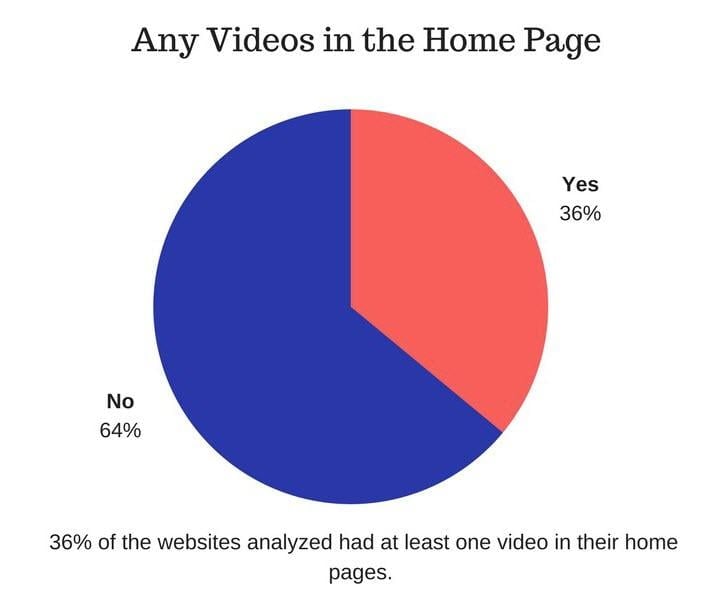 Any Videos in the Home Page
Yes
36%
No
64%
36% of the websites analyzed had at least one video in their home
pages.